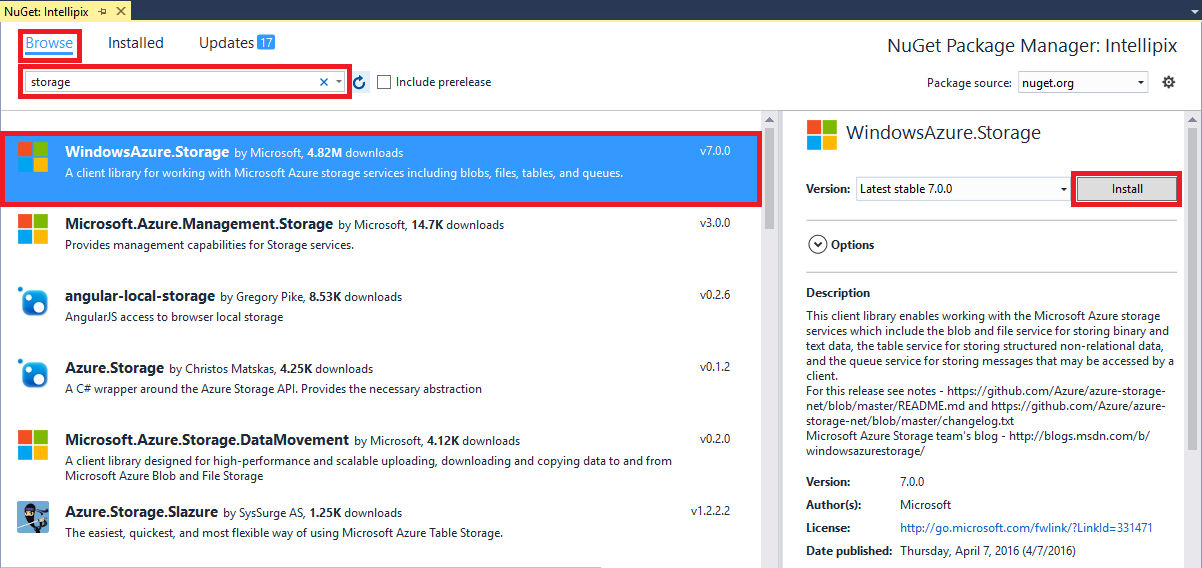 NuGet: Intellipix
Browse Installed Updates 17
NuGet Package Manager: Intellipix
storage
Include prerelease
Package source: nuget.org
WindowsAzure.Storage by Microsoft, 4.82M downloads v7.0.0
A client library for working with Microsoft Azure storage services including blobs, files, tables, and queues.
Microsoft.Azure.Management.Storage by Microsoft, 14.7K downloads v3.0.0
Provides management capabilities for Storage services.
angular-local-storage by Gregory Pike, 8.53K downloads v0.2.6
AngularJS access to browser local storage
Azure.Storage by Christos Matskas, 4.25K downloads v0.1.2
A C# wrapper around the Azure Storage API. Provides the necessary abstraction
Microsoft.Azure.Storage.DataMovement by Microsoft, 4.12K downloads v0.2.0
A client library designed for high-performance and scalable uploading, downloading and copying data to and from
Microsoft Azure Blob and File Storage
Azure.Storage.Slazure by SysSurge AS, 1.25K downloads v1.2.2.2
The easiest, quickest, and most flexible way of using Microsoft Azure Table Storage.
WindowsAzure.Storage
Version: Latest stable 7.0.0 Install
Options
Description
This client library enables working with the Microsoft Azure storage
services which include the blob and file service for storing binary and
text data, the table service for storing structured non-relational data,
and the queue service for storing messages that may be accessed by a
client.
For this release see notes - https://github.com/Azure/azure-storage-
net/blob/master/README.md and https://github.com/Azure/azure-
storage-net/blob/master/changelog.txt
Microsoft Azure Storage team's blog - http://blogs.msdn.com/b/
windowsazurestorage/
Version: 7.0.0
Author(s): Microsoft
License: http://go.microsoft.com/fwlink/?LinkId=331471
Date published: Thursday, April 7, 2016 (4/7/2016)